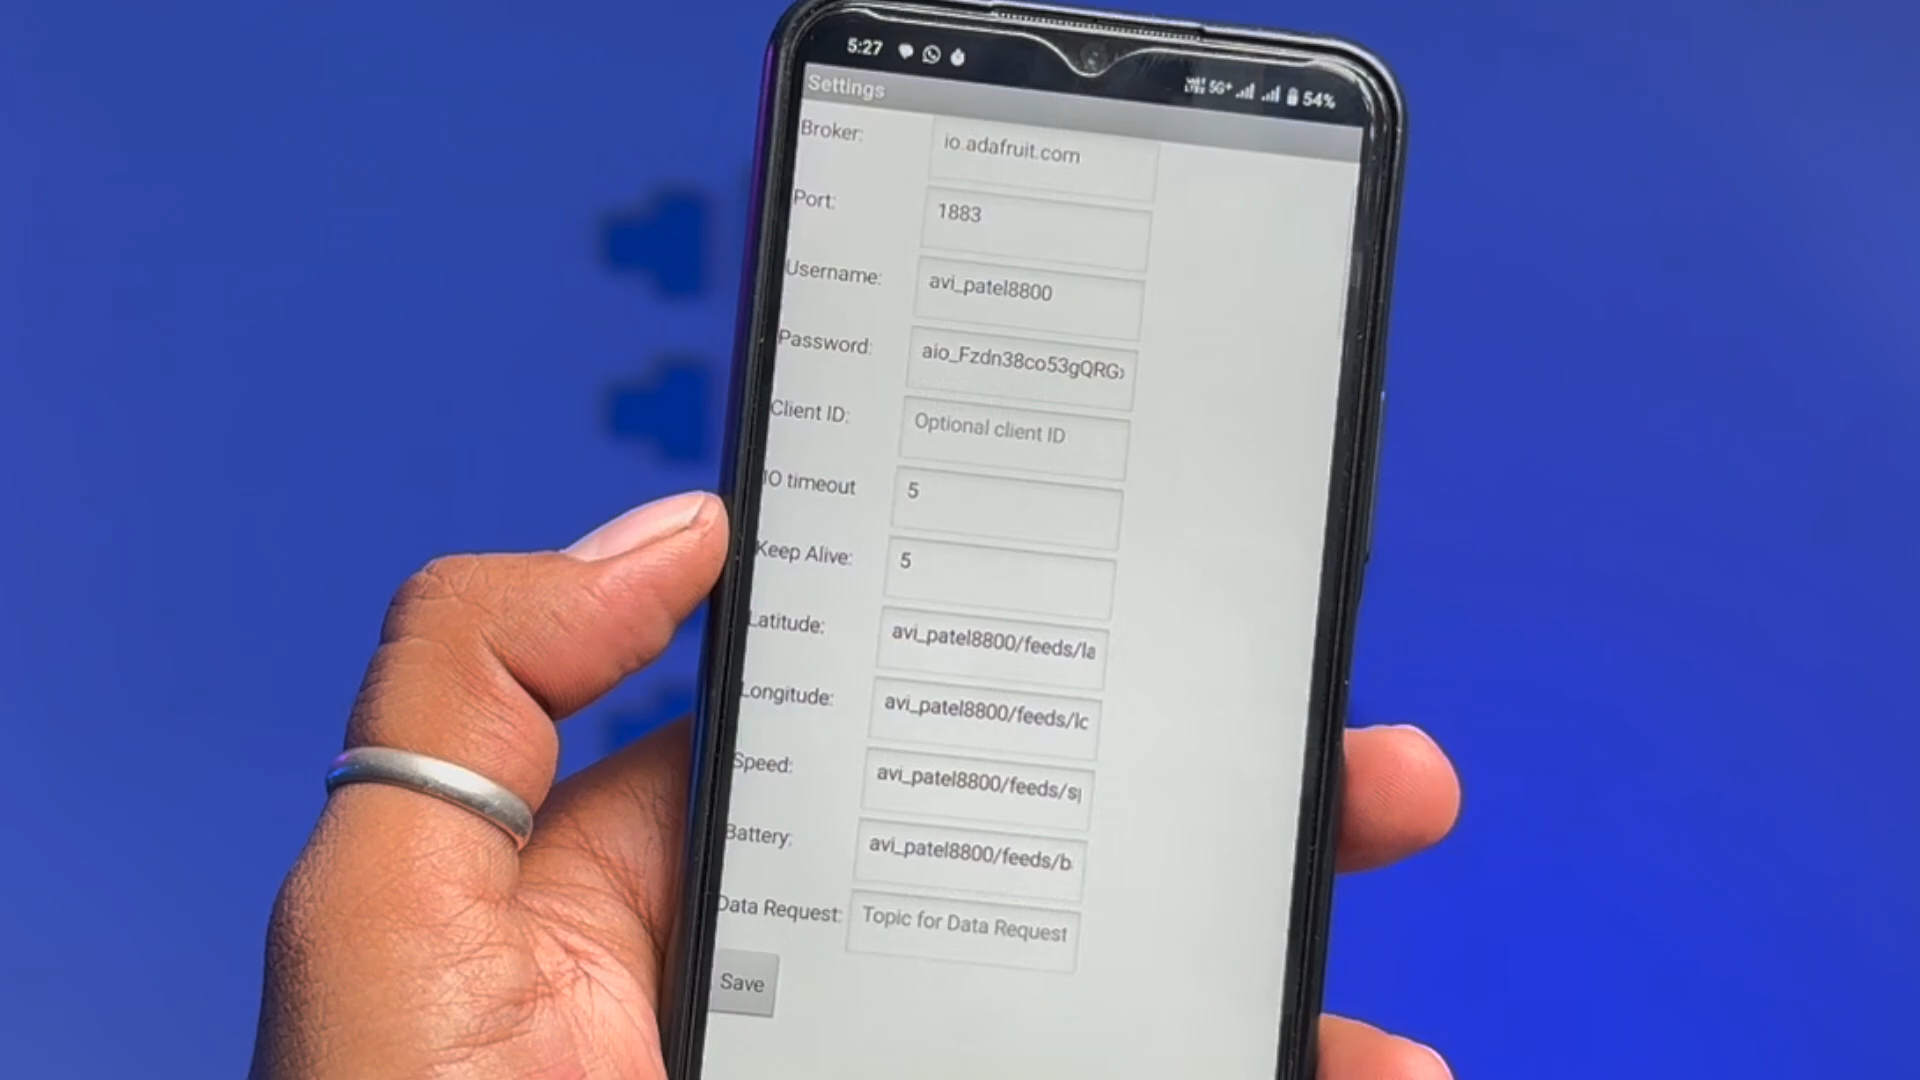 5:27 5G+ 54%
Settings
Broker: io.adafruit.com
Port: 1883
Username: avi_patel8800
Password: aio_Fzdn38co53gQRG
Client ID: Optional client ID
IO timeout 5
Keep Alive: 5
Latitude: avi_patel8800/feeds/la
Longitude: avi_patel8800/feeds/lo
Speed: avi_patel8800/feeds/s
Battery: avi_patel8800/feeds/b
Data Request: Topic for Data Request
Save